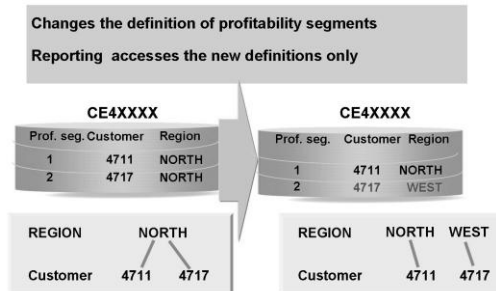 Changes the definition of profitability segments
Reporting accesses the new definitions only
CE4XXXX
Prof. seg. Customer Region
1 4711 NORTH
2 4717 NORTH
REGION NORTH
Customer 4711 4717
CE4XXXX
Prof. seg. Customer Region
1 4711 NORTH
2 4717 WEST
REGION NORTH WEST
Customer 4711 4717